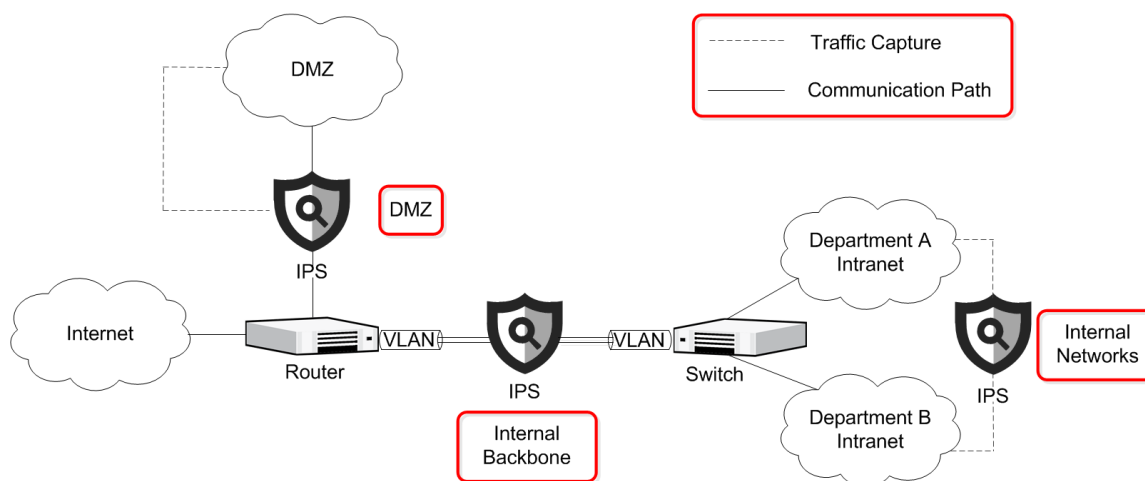 DMZ
Traffic Capture
Communication Path
DMZ
IPS
Department A
Intranet
Internet
VLAN
VLAN
Internal
Networks
Router
Switch
IPS
IPS
Department B
Intranet
Internal
Backbone